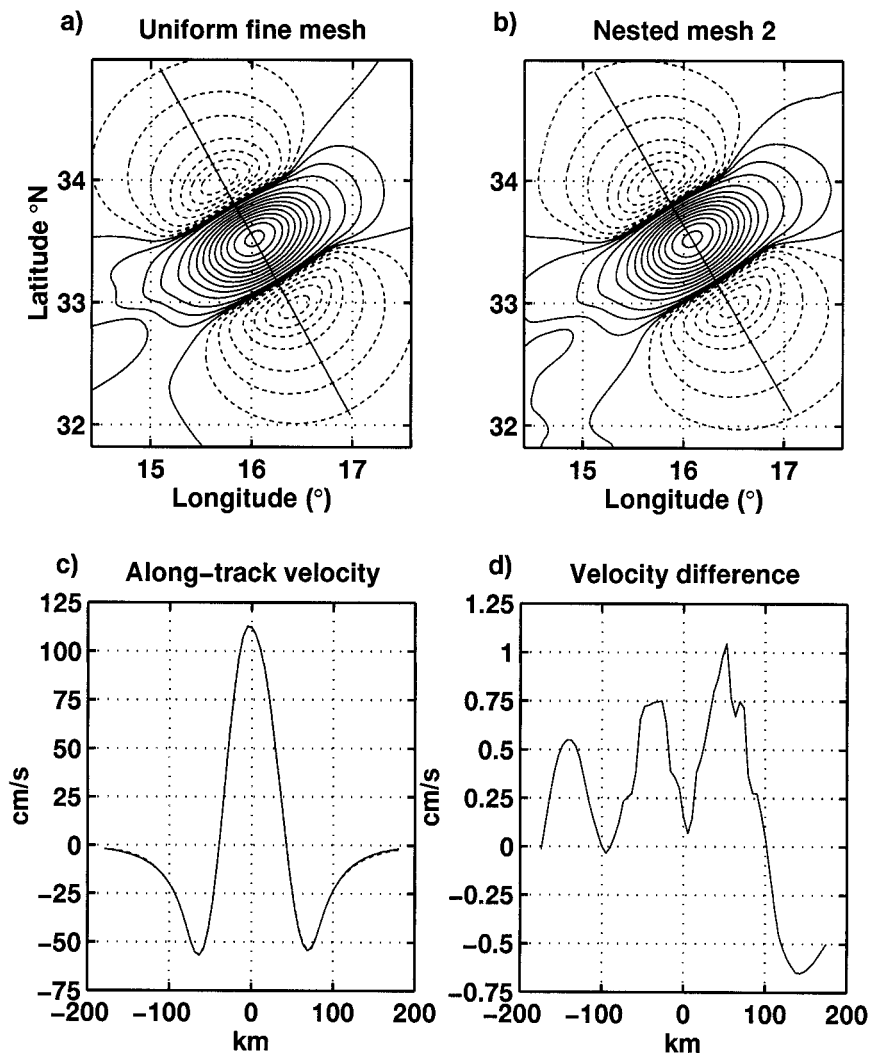 a) Uniform fine mesh
b) Nested mesh 2
Latitude °N
34
33
32
15 16 17
Longitude (°)
34
33
32
15 16 17
Longitude (°)
c) Along-track velocity
cm/s
125
100
75
50
25
0
-25
-50
-75
-200 -100 0 100 200
km
d) Velocity difference
cm/s
1.25
1
0.75
0.5
0.25
0
-0.25
-0.5
-0.75
-200 -100 0 100 200
km